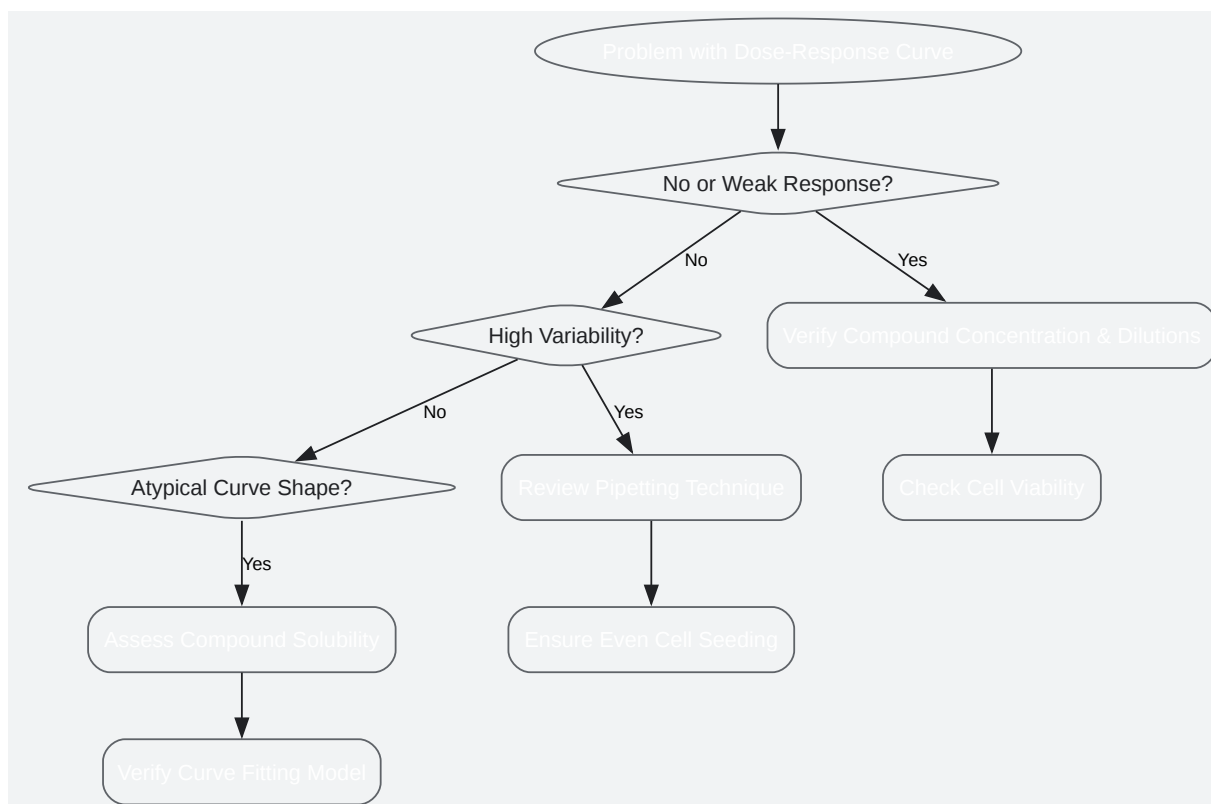 Problem with Dose-Response Curve
No or Weak Response?
No
Yes
High Variability?
Verify Compound Concentration & Dilutions
No
Yes
Atypical Curve Shape?
Review Pipetting Technique
Check Cell Viability
Yes
Assess Compound Solubility
Ensure Even Cell Seeding
Verify Curve Fitting Model